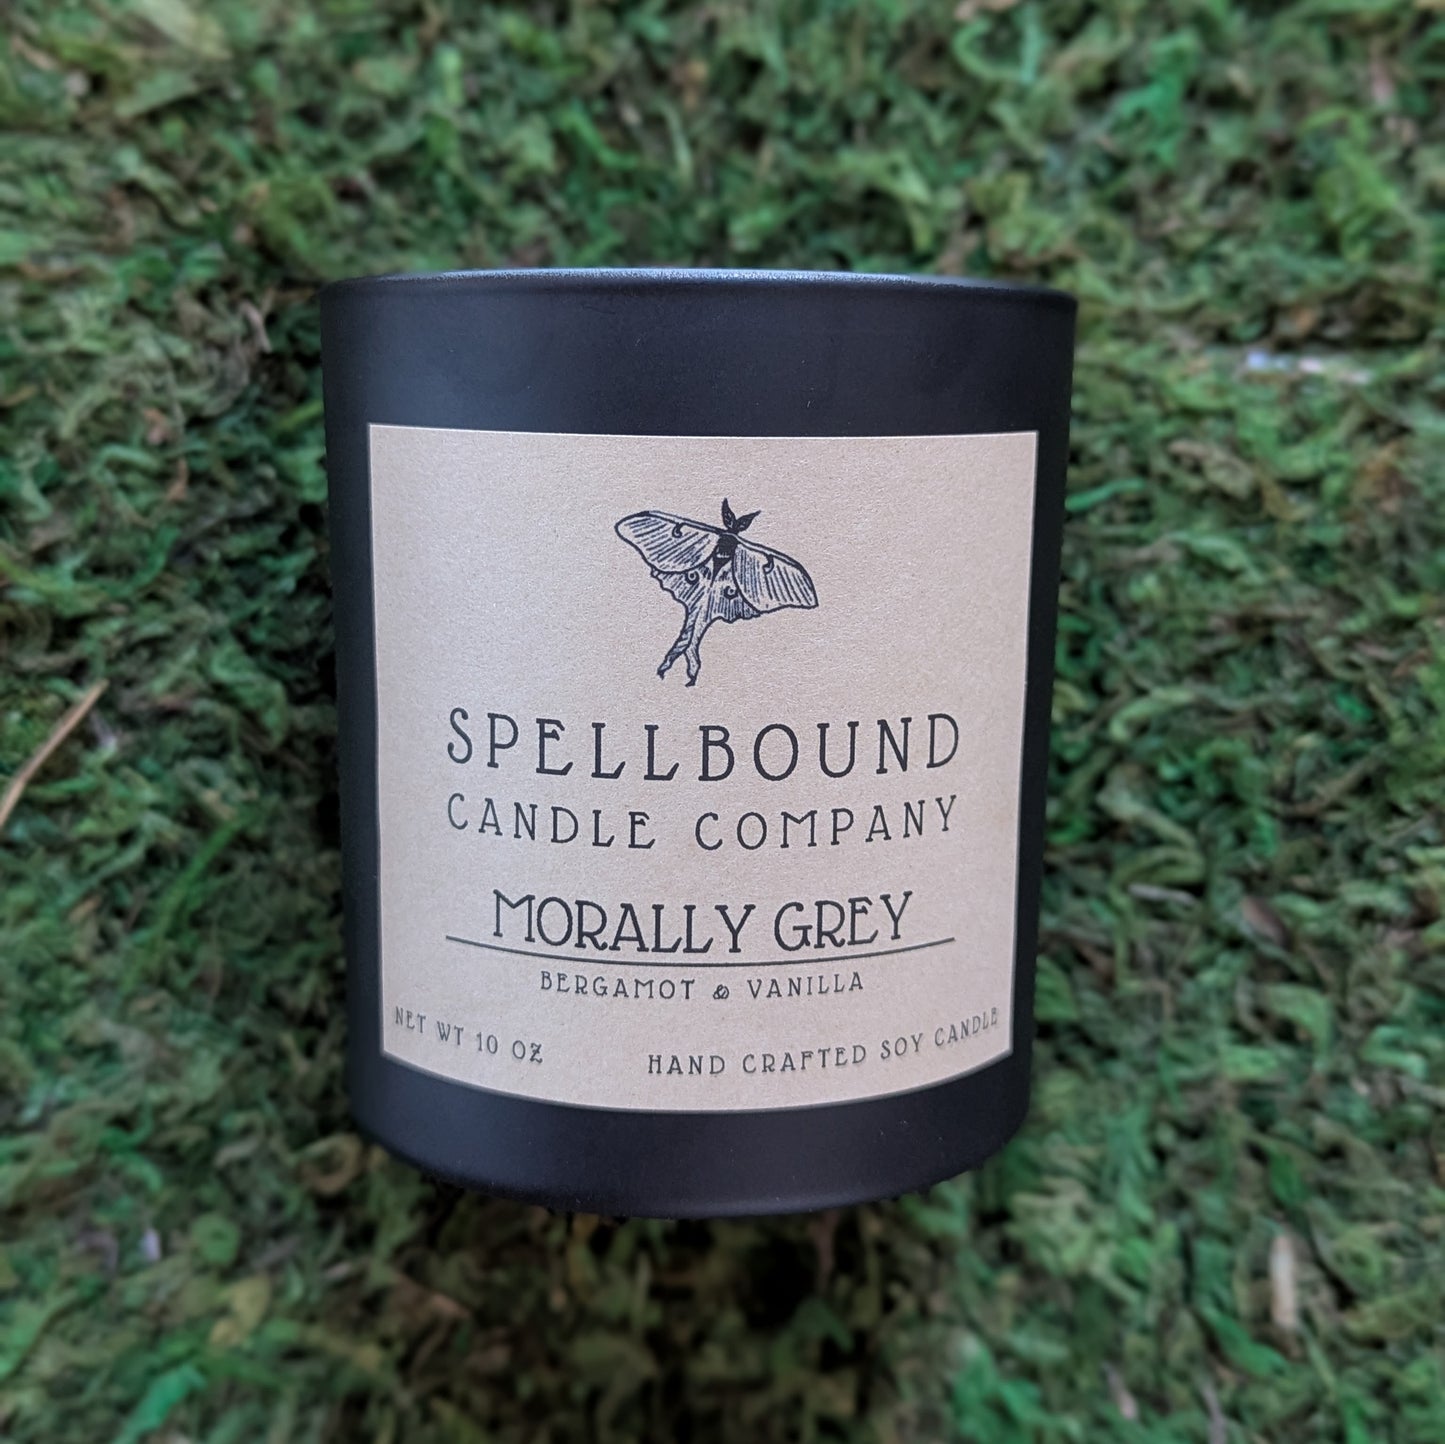 SPELLBOUND
CANDLE COMPANY
MORALLY GREY
BERGAMOT & VANILLA
NET WT 10 OZ
HAND CRAFTED SOY CANDLE